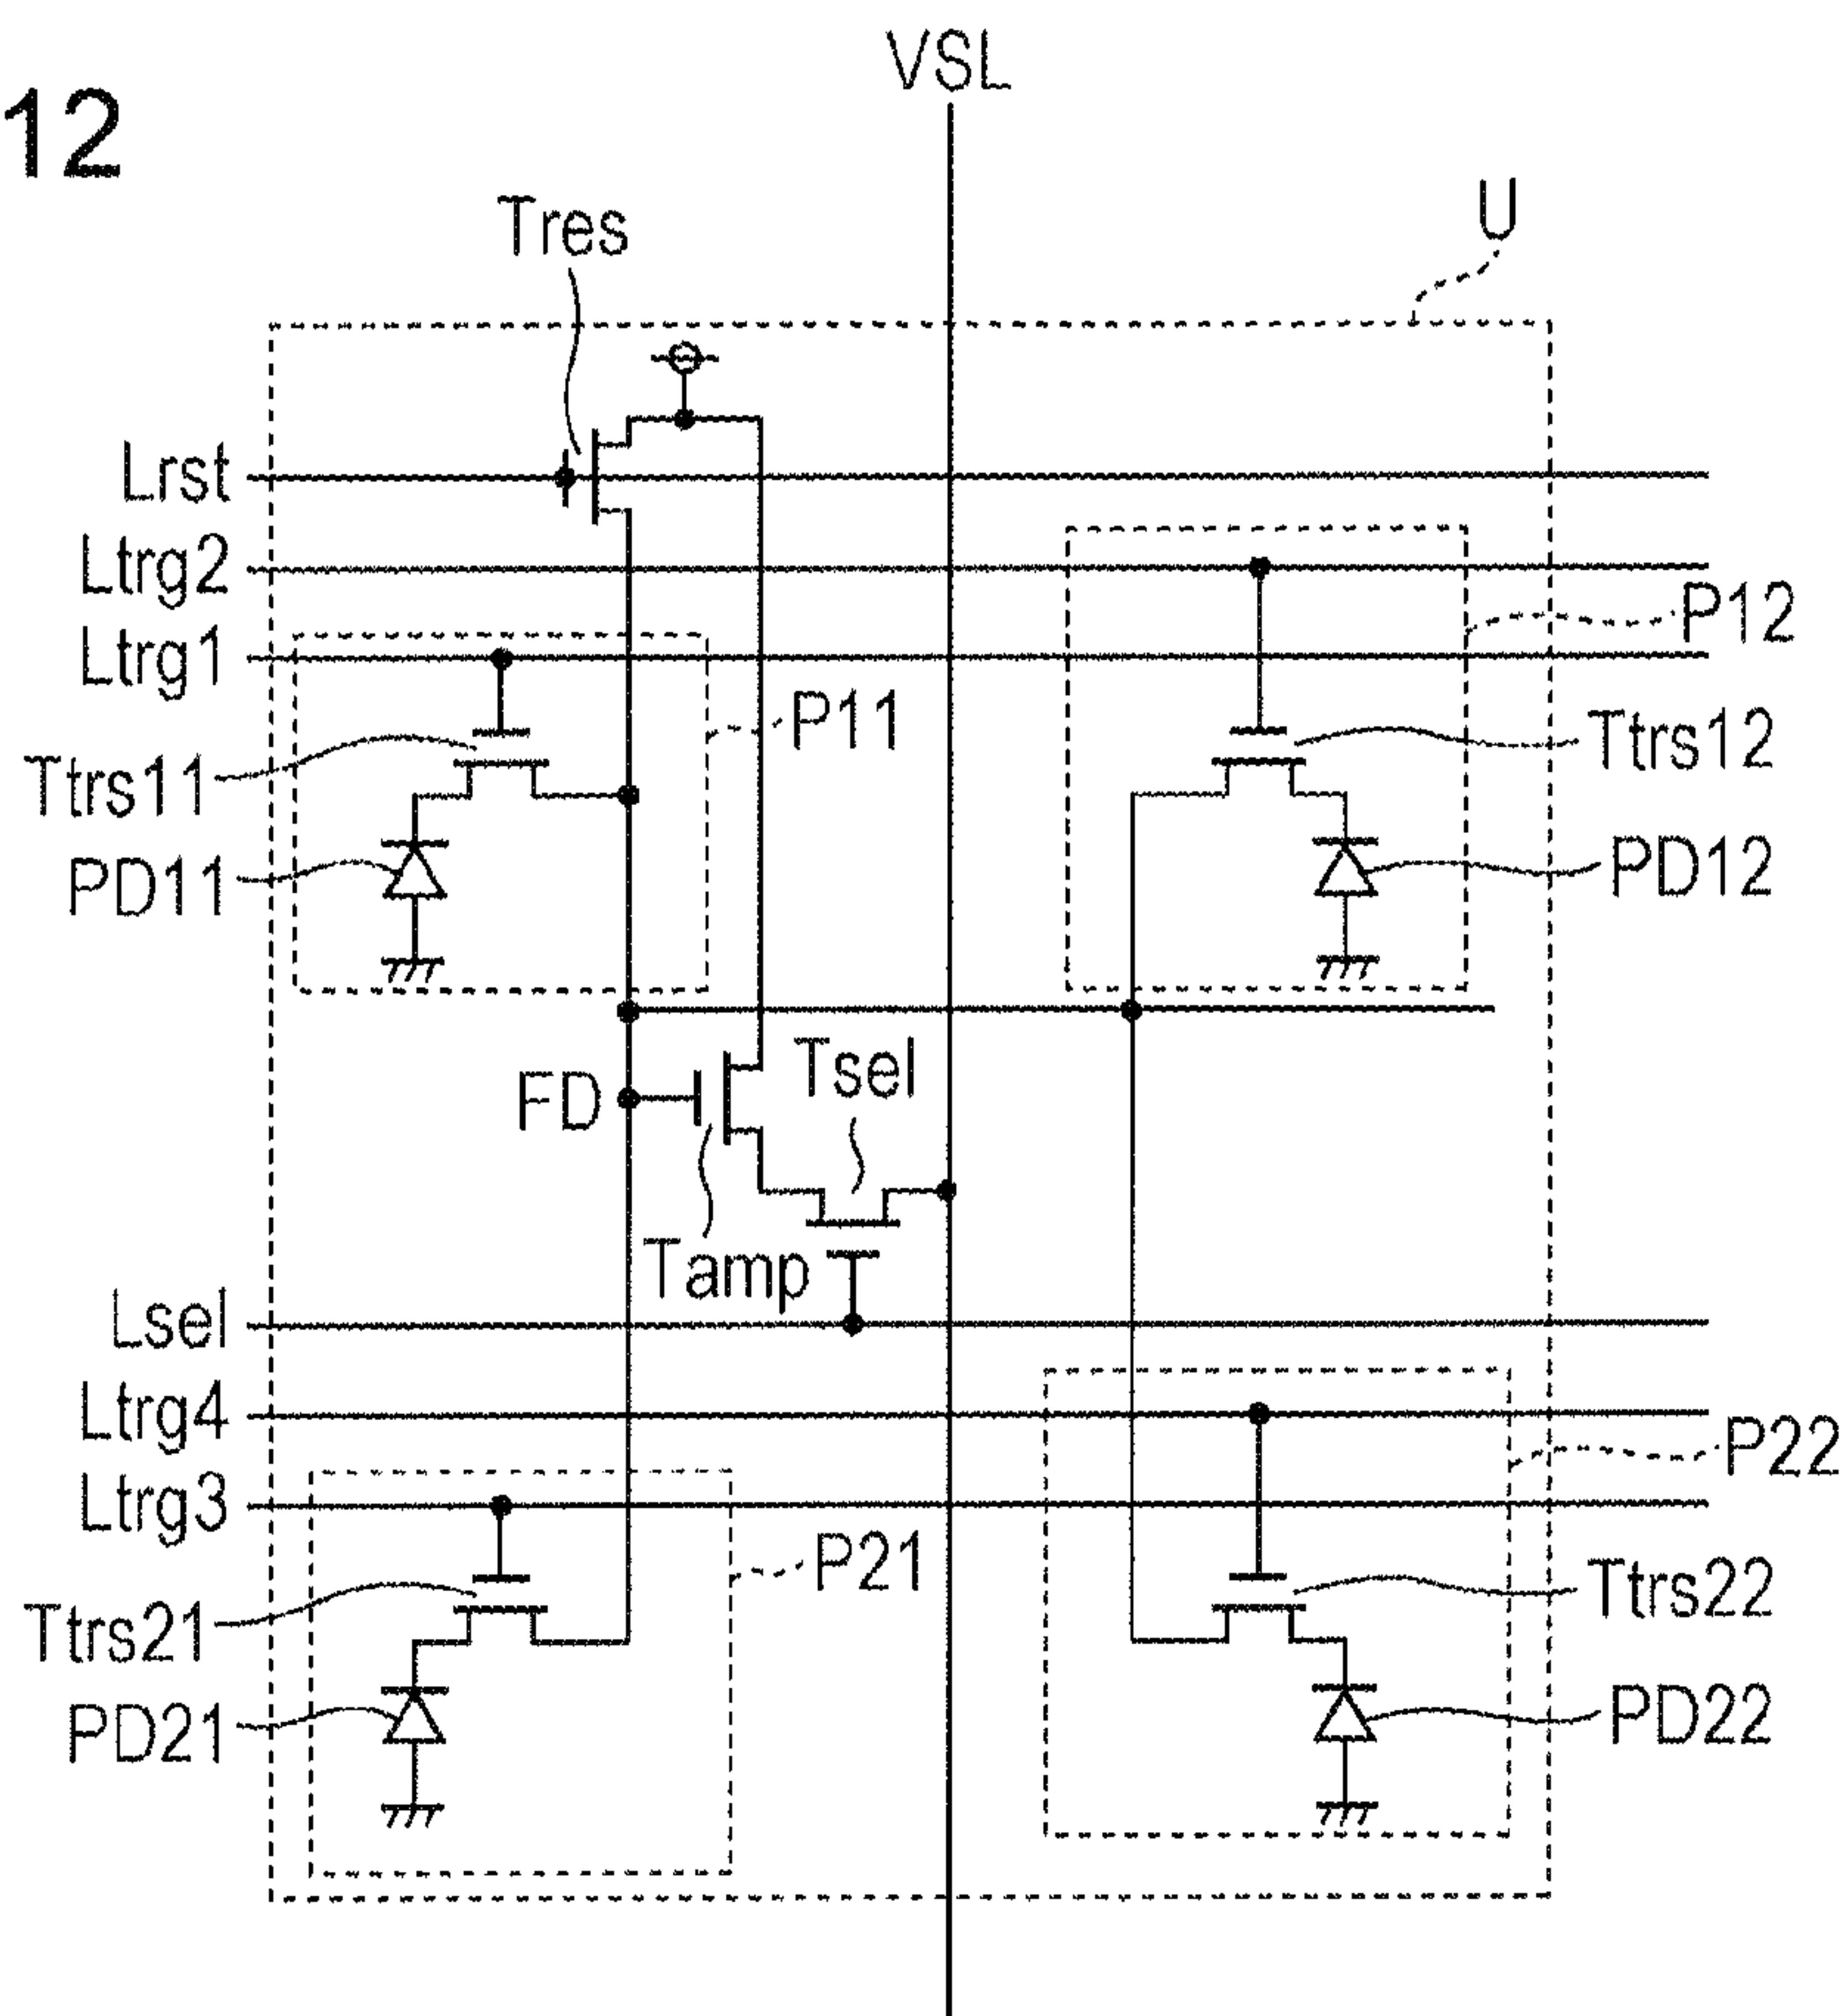 12
VSL
U
Tres
Lrst
Ltrg2
P12
Ltrg1
P11
Ttrs11
Ttrs12
PD11
PD12
Tsel
FD
Tamp
Lsel
Ltrg4
P22
Ltrg3
P21
Ttrs21
Ttrs22
PD21
PD22